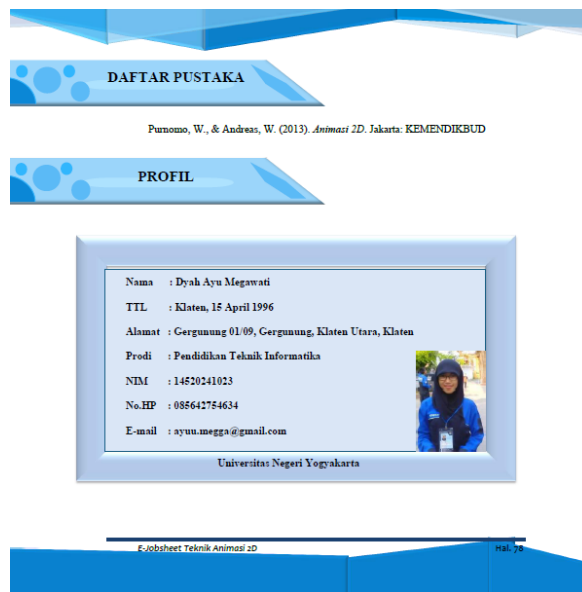 DAFTAR PUSTAKA
Purnomo, W., & Andreas, W. (2013). Animasi 2D. Jakarta: KEMENDIKBUD
PROFIL
Nama : Dyah Ayu Megawati
TTL : Klaten, 15 April 1996
Alamat : Gergunung 01/09, Gergunung, Klaten Utara, Klaten
Prodi : Pendidikan Teknik Informatika
NIM : 14520241023
No.HP : 085642754634
E-mail : ayuu.megga@gmail.com
Universitas Negeri Yogyakarta
E-Jobsheet Teknik Animasi 2D Hal. 78